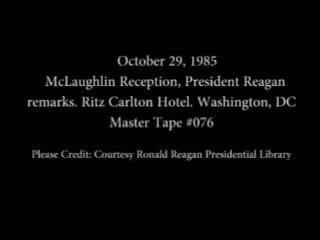 October 29, 1985
McLaughlin Reception, President Reagan
remarks. Ritz Carlton Hotel. Washington, DC
Master Tape #076
Please Credit: Courtesy Ronald Reagan Presidential Library